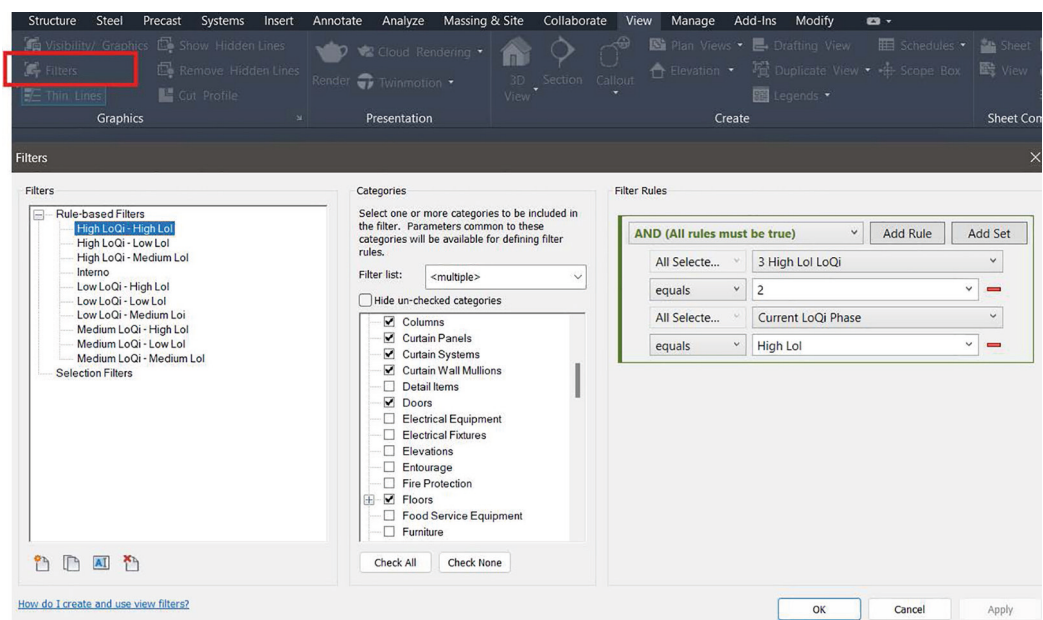 Structure Steel Precast Systems Insert Annotate Analyze Massing & Site Collaborate View Manage Add-Ins Modify
Visibility/ Graphics Show Hidden Lines Cloud Rendering Plan Views Drafting View Schedules Sheet
Filters Remove Hidden Lines Render Twinmotion 3D View Section Callout Elevation Duplicate View Scope Box View
Thin Lines Cut Profile Legends
Graphics Presentation Create Sheet Com
Filters
Filters
Rule-based Filters
High LoQi - High LoI
High LoQi - Low LoI
High LoQi - Medium LoI
Interno
Low LoQi - High LoI
Low LoQi - Low LoI
Low LoQi - Medium Loi
Medium LoQi - High LoI
Medium LoQi - Low LoI
Medium LoQi - Medium LoI
Selection Filters
How do I create and use view filters?
Categories
Select one or more categories to be included in
the filter. Parameters common to these
categories will be available for defining filter
rules.
Filter list: <multiple>
Hide un-checked categories
Columns
Curtain Panels
Curtain Systems
Curtain Wall Mullions
Detail Items
Doors
Electrical Equipment
Electrical Fixtures
Elevations
Entourage
Fire Protection
Floors
Food Service Equipment
Furniture
Check All Check None
Filter Rules
AND (All rules must be true) Add Rule Add Set
All Selecte... 3 High LoI LoQi
equals 2
All Selecte... Current LoQi Phase
equals High LoI
OK Cancel Apply